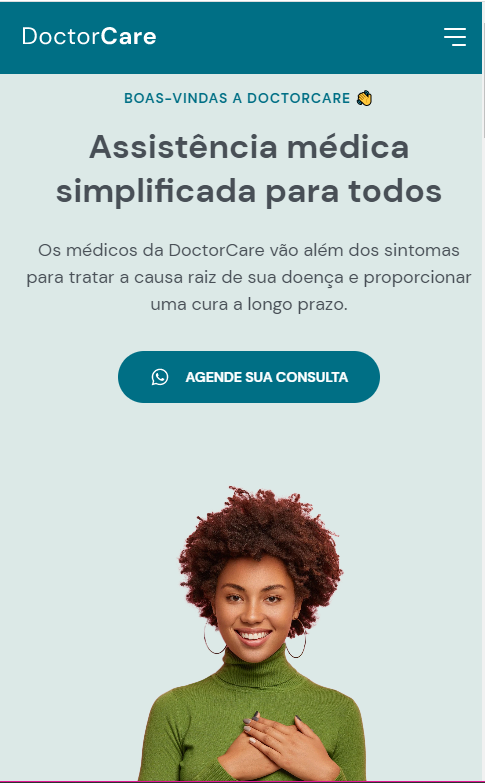 DoctorCare
BOAS-VINDAS A DOCTORCARE 👋
Assistência médica
simplificada para todos
Os médicos da DoctorCare vão além dos sintomas
para tratar a causa raiz de sua doença e proporcionar
uma cura a longo prazo.
AGENDE SUA CONSULTA